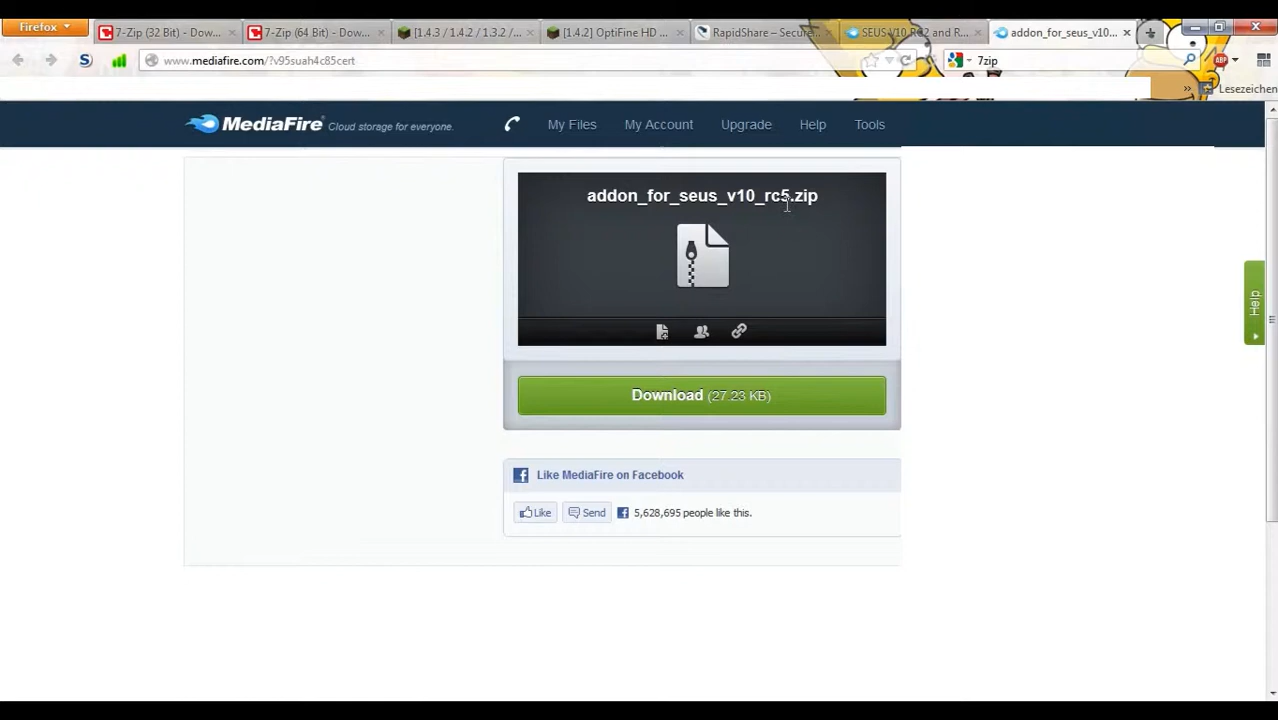 Firefox
7-Zip (32 Bit) - Dow...
7-Zip (64 Bit) - Dow...
[1.4.3 / 1.4.2 / 1.3.2 /...
[1.4.2] OptiFine HD ...
RapidShare – Secure...
SEUS V10 RC2 and R...
addon_for_seus_v10...
www.mediafire.com/?v95suah4c85cert
7zip
ABP
» Lesezeichen
MediaFire Cloud storage for everyone.
My Files
My Account
Upgrade
Help
Tools
addon_for_seus_v10_rc5.zip
Help
Download (27.23 KB)
Like MediaFire on Facebook
Like
Send
5,628,695 people like this.